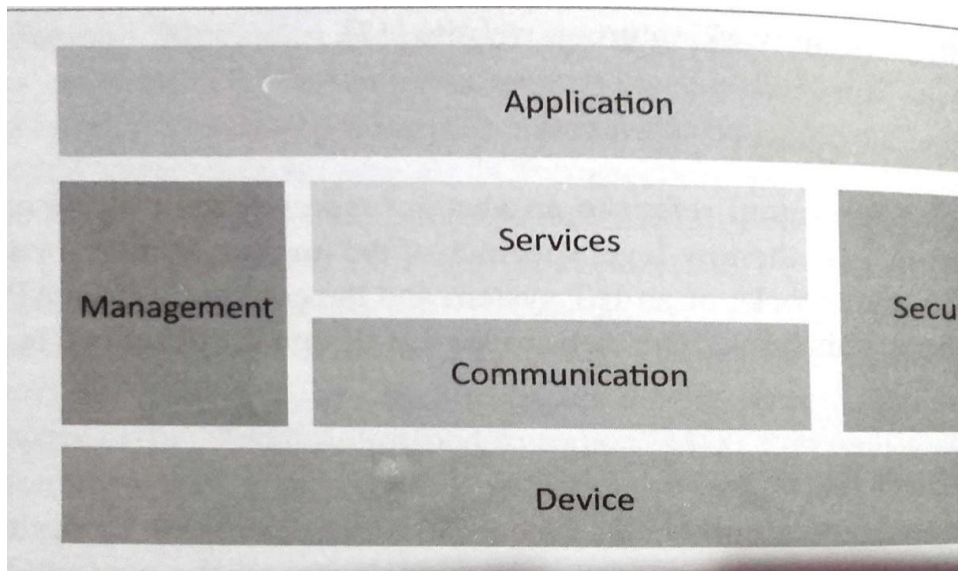 Application
Services
Management
Secu
Communication
Device